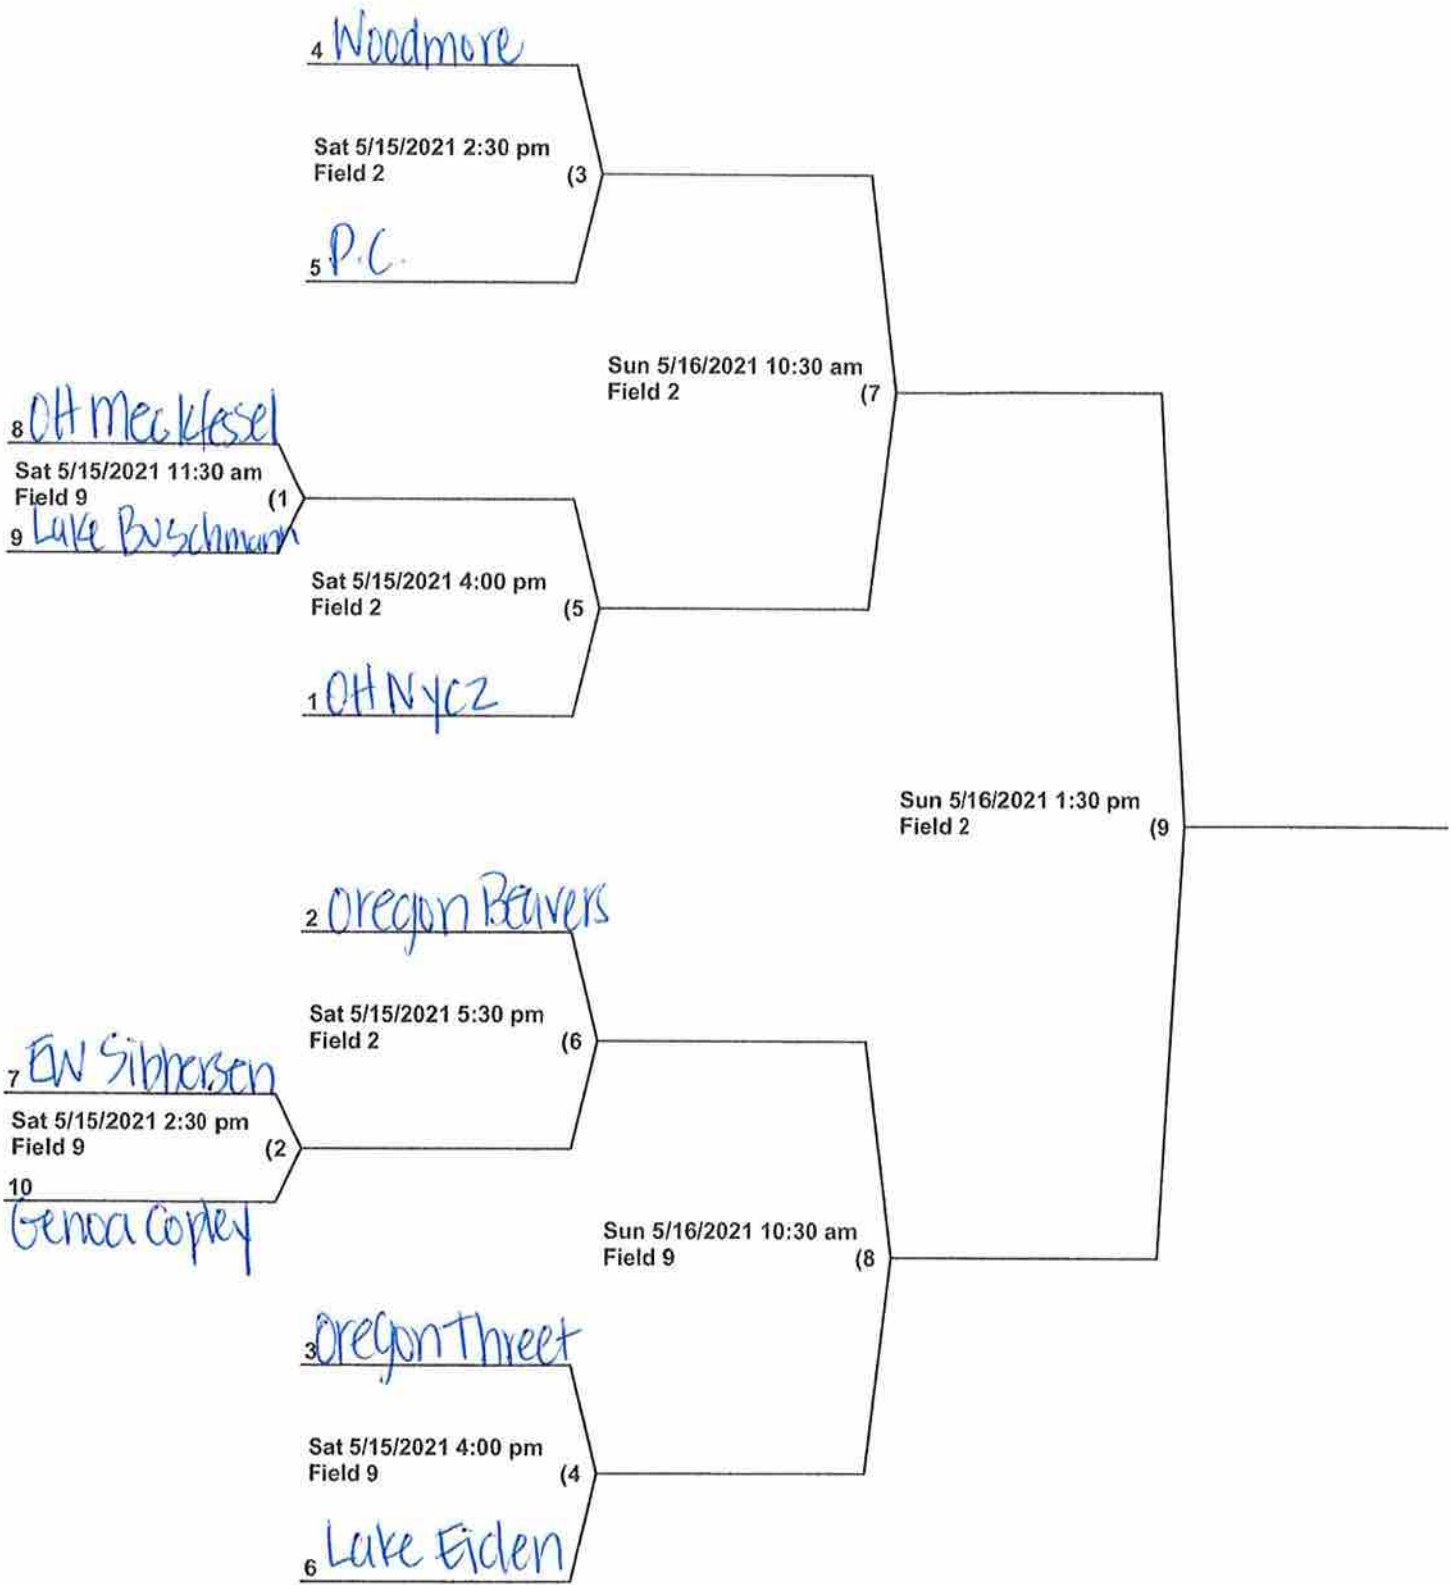 4 Woodmore
Sat 5/15/2021 2:30 pm
Field 2 (3
5 P.C.
Sun 5/16/2021 10:30 am
Field 2 (7
8 OH Meckfessel
Sat 5/15/2021 11:30 am
Field 9 (1
9 Lake Buschmann
Sat 5/15/2021 4:00 pm
Field 2 (5
1 OH Nycz
Sun 5/16/2021 1:30 pm
Field 2 (9
2 Oregon Beavers
Sat 5/15/2021 5:30 pm
Field 2 (6
7 EW Sibbersen
Sat 5/15/2021 2:30 pm
Field 9 (2
10
Genoa Copley
Sun 5/16/2021 10:30 am
Field 9 (8
3 Oregon Threet
Sat 5/15/2021 4:00 pm
Field 9 (4
6 Lake Eiden